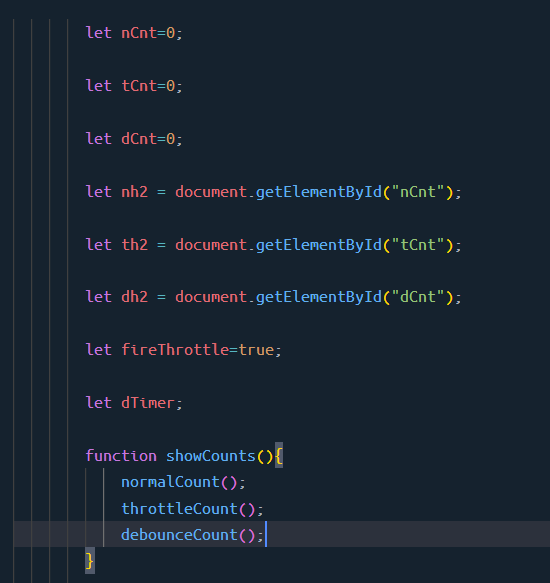 let nCnt=0;
let tCnt=0;
let dCnt=0;
let nh2 = document.getElementById("nCnt");
let th2 = document.getElementById("tCnt");
let dh2 = document.getElementById("dCnt");
let fireThrottle=true;
let dTimer;
function showCounts(){
normalCount();
throttleCount();
debounceCount();
}